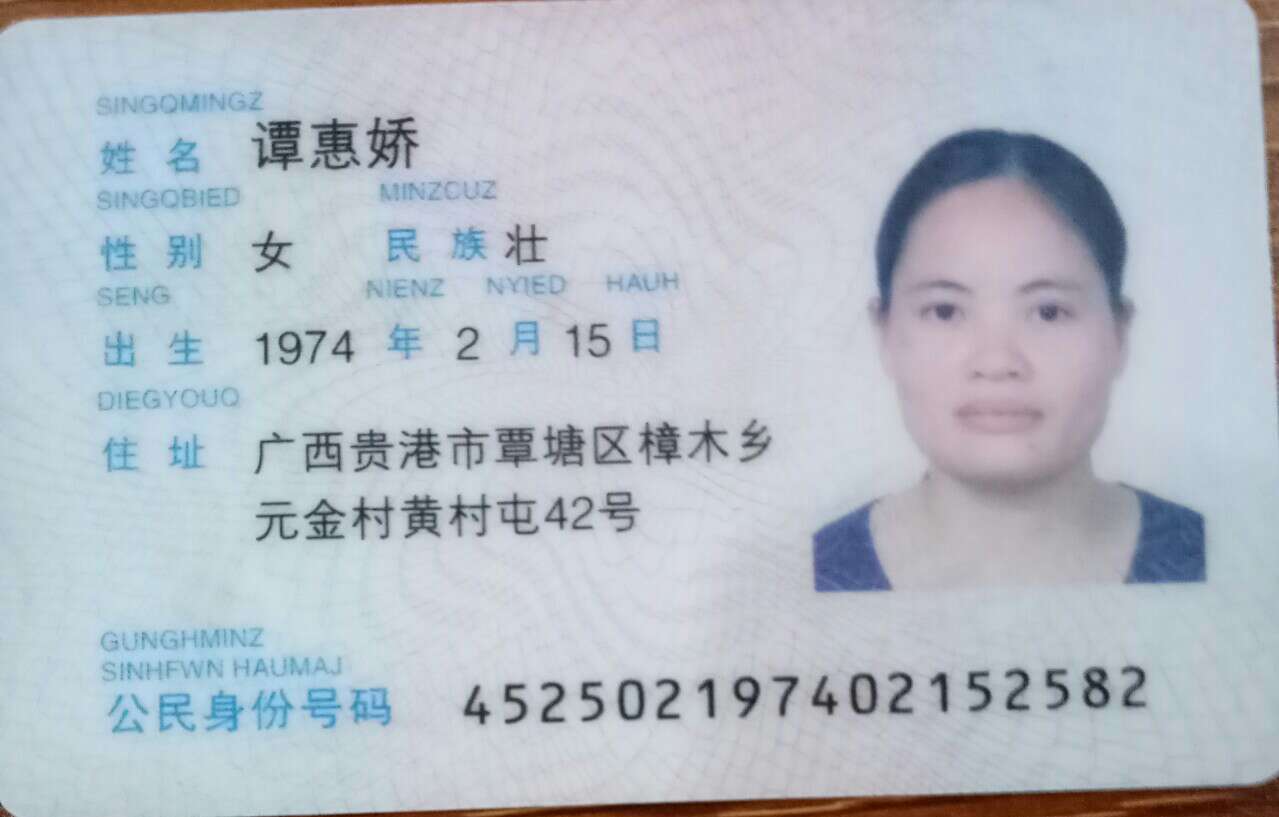 SINGQMINGZ
姓 名 谭惠娇
SINGQBIED MINZCUZ
性 别 女 民 族 壮
SENG NIENZ NYIED HAUH
出 生 1974 年 2 月 15 日
DIEGYOUQ
住 址 广西贵港市覃塘区樟木乡
元金村黄村屯42号
GUNGHMINZ
SINHFWN HAUMAJ
公民身份号码 452502197402152582